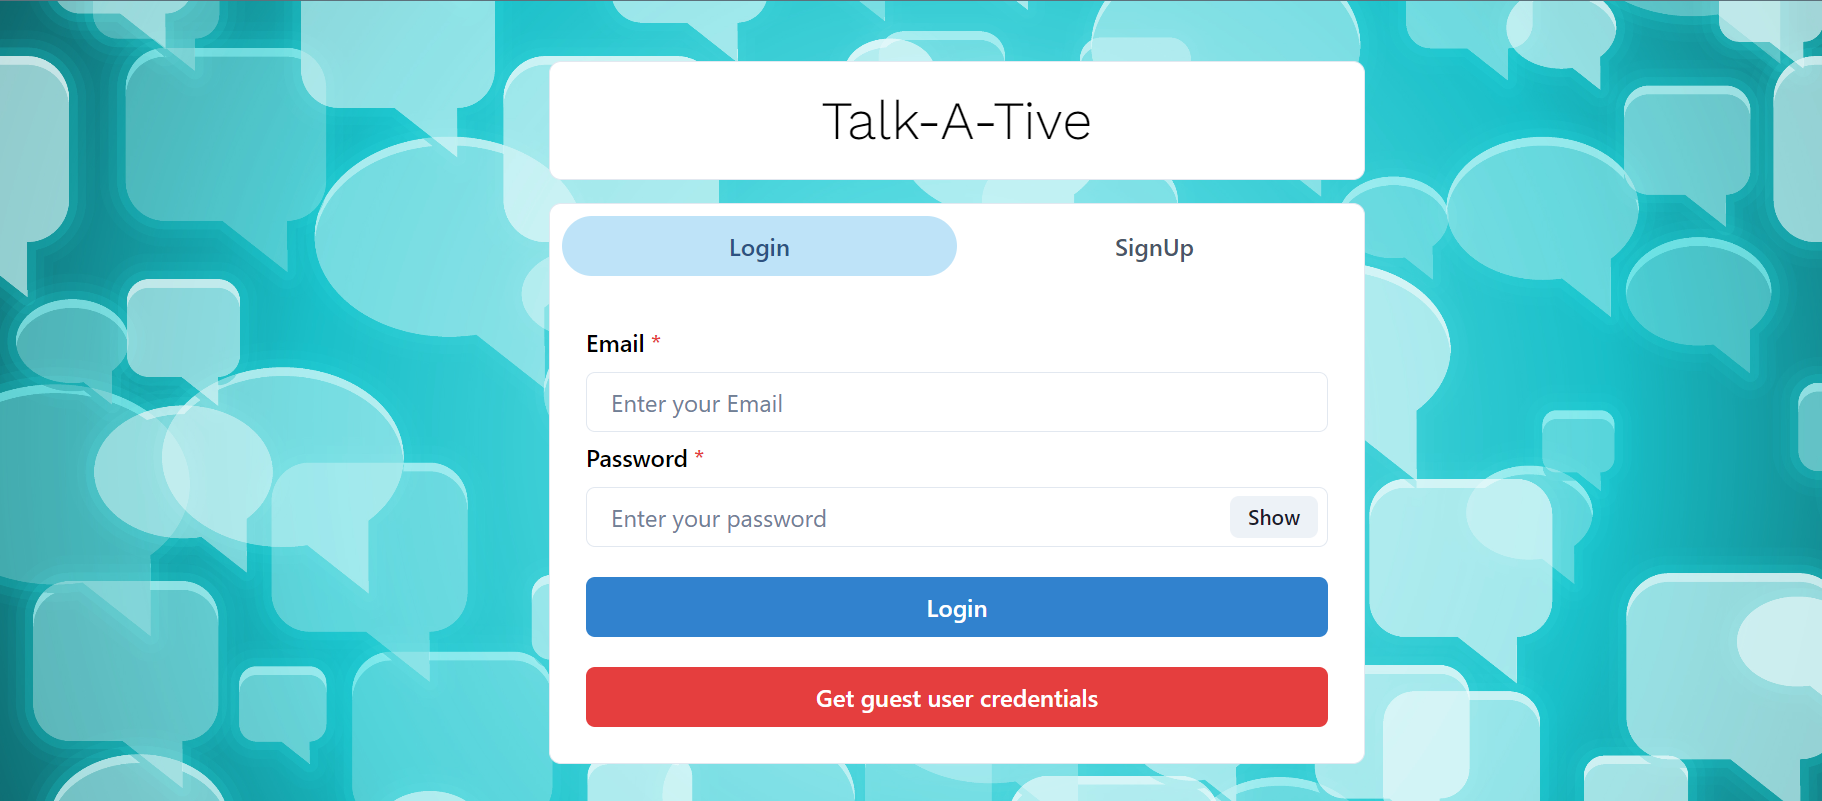 Talk-A-Tive
Login SignUp
Email *
Enter your Email
Password *
Enter your password Show
Login
Get guest user credentials